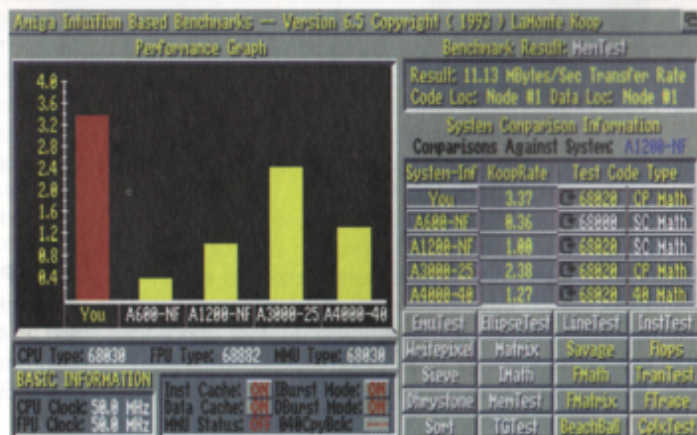 Amiga Intuition Based Benchmarks -- Version 6.5 Copyright ( 1993 ) LaMonte Koop
Performance Graph
4.0
3.6
3.2
2.8
2.4
2.0
1.6
1.2
0.8
0.4
You A600-NF A1200-NF A3000-25 A4000-40
CPU Type: 68030 FPU Type: 68882 MMU Type: 68030
BASIC INFORMATION
CPU Clock: 50.0 MHz
FPU Clock: 50.0 MHz
Inst Cache: ON IBurst Mode: ON
Data Cache: ON DBurst Mode: ON
MMU Status: OFF 040CpyBck: ----
Benchmark Result: MemTest
Result: 11.13 MBytes/Sec Transfer Rate
Code Loc: Node #1 Data Loc: Node #1
System Comparison Information
Comparisons Against System: A1200-NF
System-Inf KoopRate Test Code Type
You 3.37 68020 CP Math
A600-NF 0.36 68000 SC Math
A1200-NF 1.00 68020 SC Math
A3000-25 2.38 68020 CP Math
A4000-40 1.27 68020 40 Math
EmuTest EllipseTest LineTest InstTest
Writepixel Matrix Savage Flops
Sieve IMath FMath TranTest
Dhrystone MemTest FMatrix FTrace
Sort TGTest BeachBall CplxTest